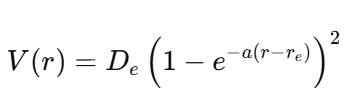 V(r) = D_e (1 − e^{−a(r−r_e)})^2